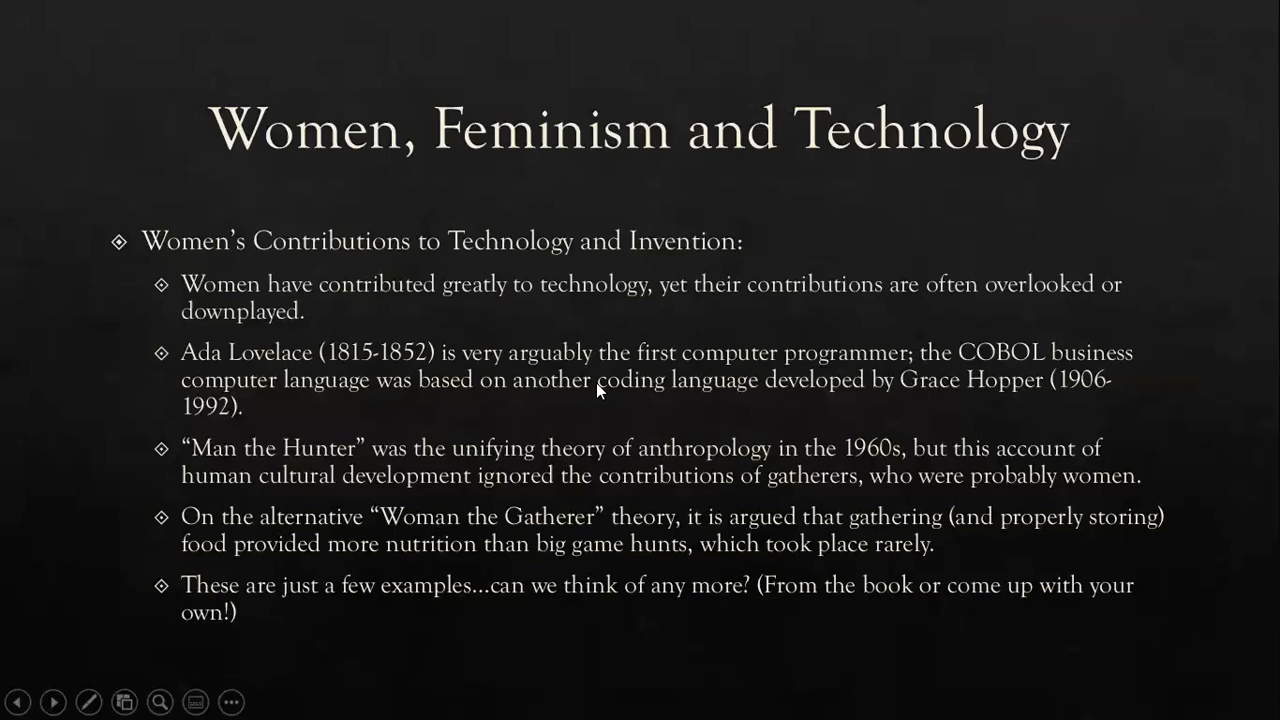 Women, Feminism and Technology
Women’s Contributions to Technology and Invention:
Women have contributed greatly to technology, yet their contributions are often overlooked or
downplayed.
Ada Lovelace (1815-1852) is very arguably the first computer programmer; the COBOL business
computer language was based on another coding language developed by Grace Hopper (1906-
1992).
“Man the Hunter” was the unifying theory of anthropology in the 1960s, but this account of
human cultural development ignored the contributions of gatherers, who were probably women.
On the alternative “Woman the Gatherer” theory, it is argued that gathering (and properly storing)
food provided more nutrition than big game hunts, which took place rarely.
These are just a few examples...can we think of any more? (From the book or come up with your
own!)